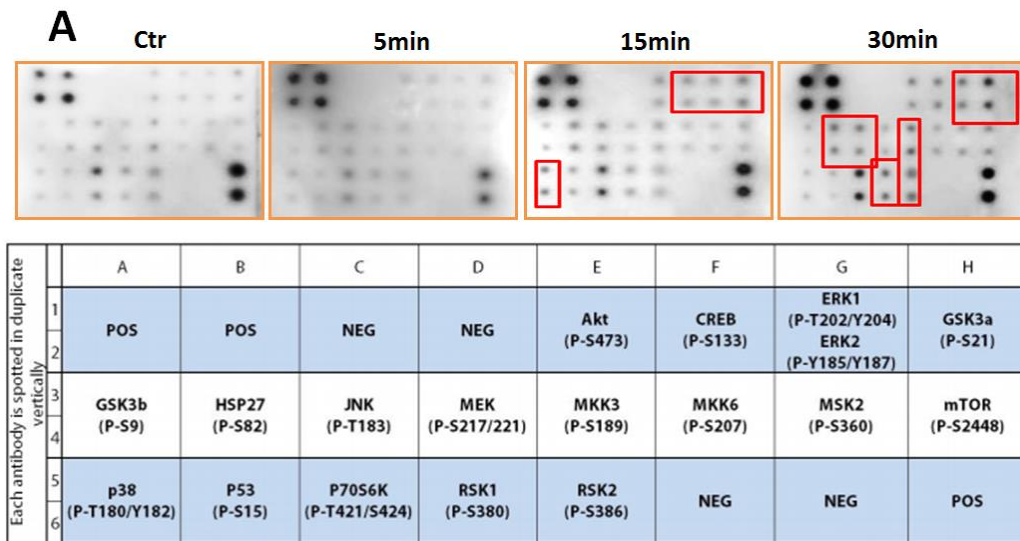 A
Ctr 5min 15min 30min
Each antibody is spotted in duplicate
vertically
A B C D E F G H
1
2
POS POS NEG NEG
Akt
(P-S473)
CREB
(P-S133)
ERK1
(P-T202/Y204)
ERK2
(P-Y185/Y187)
GSK3a
(P-S21)
3
4
GSK3b
(P-S9)
HSP27
(P-S82)
JNK
(P-T183)
MEK
(P-S217/221)
MKK3
(P-S189)
MKK6
(P-S207)
MSK2
(P-S360)
mTOR
(P-S2448)
5
6
p38
(P-T180/Y182)
P53
(P-S15)
P70S6K
(P-T421/S424)
RSK1
(P-S380)
RSK2
(P-S386)
NEG NEG POS